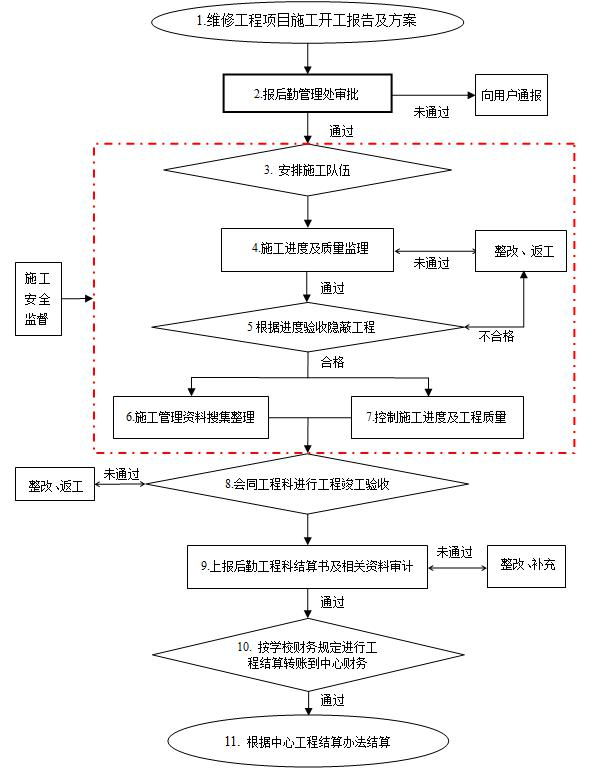 1.维修工程项目施工开工报告及方案
2.报后勤管理处审批
向用户通报
未通过
通过
3. 安排施工队伍
4.施工进度及质量监理
整改、返工
未通过
施工
安全
监督
通过
5 根据进度验收隐蔽工程
不合格
合格
6.施工管理资料搜集整理
7.控制施工进度及工程质量
未通过
整改、返工
8.会同工程科进行工程竣工验收
未通过
9.上报后勤工程科结算书及相关资料审计
整改、补充
通过
10. 按学校财务规定进行工
程结算转账到中心财务
通过
11. 根据中心工程结算办法结算